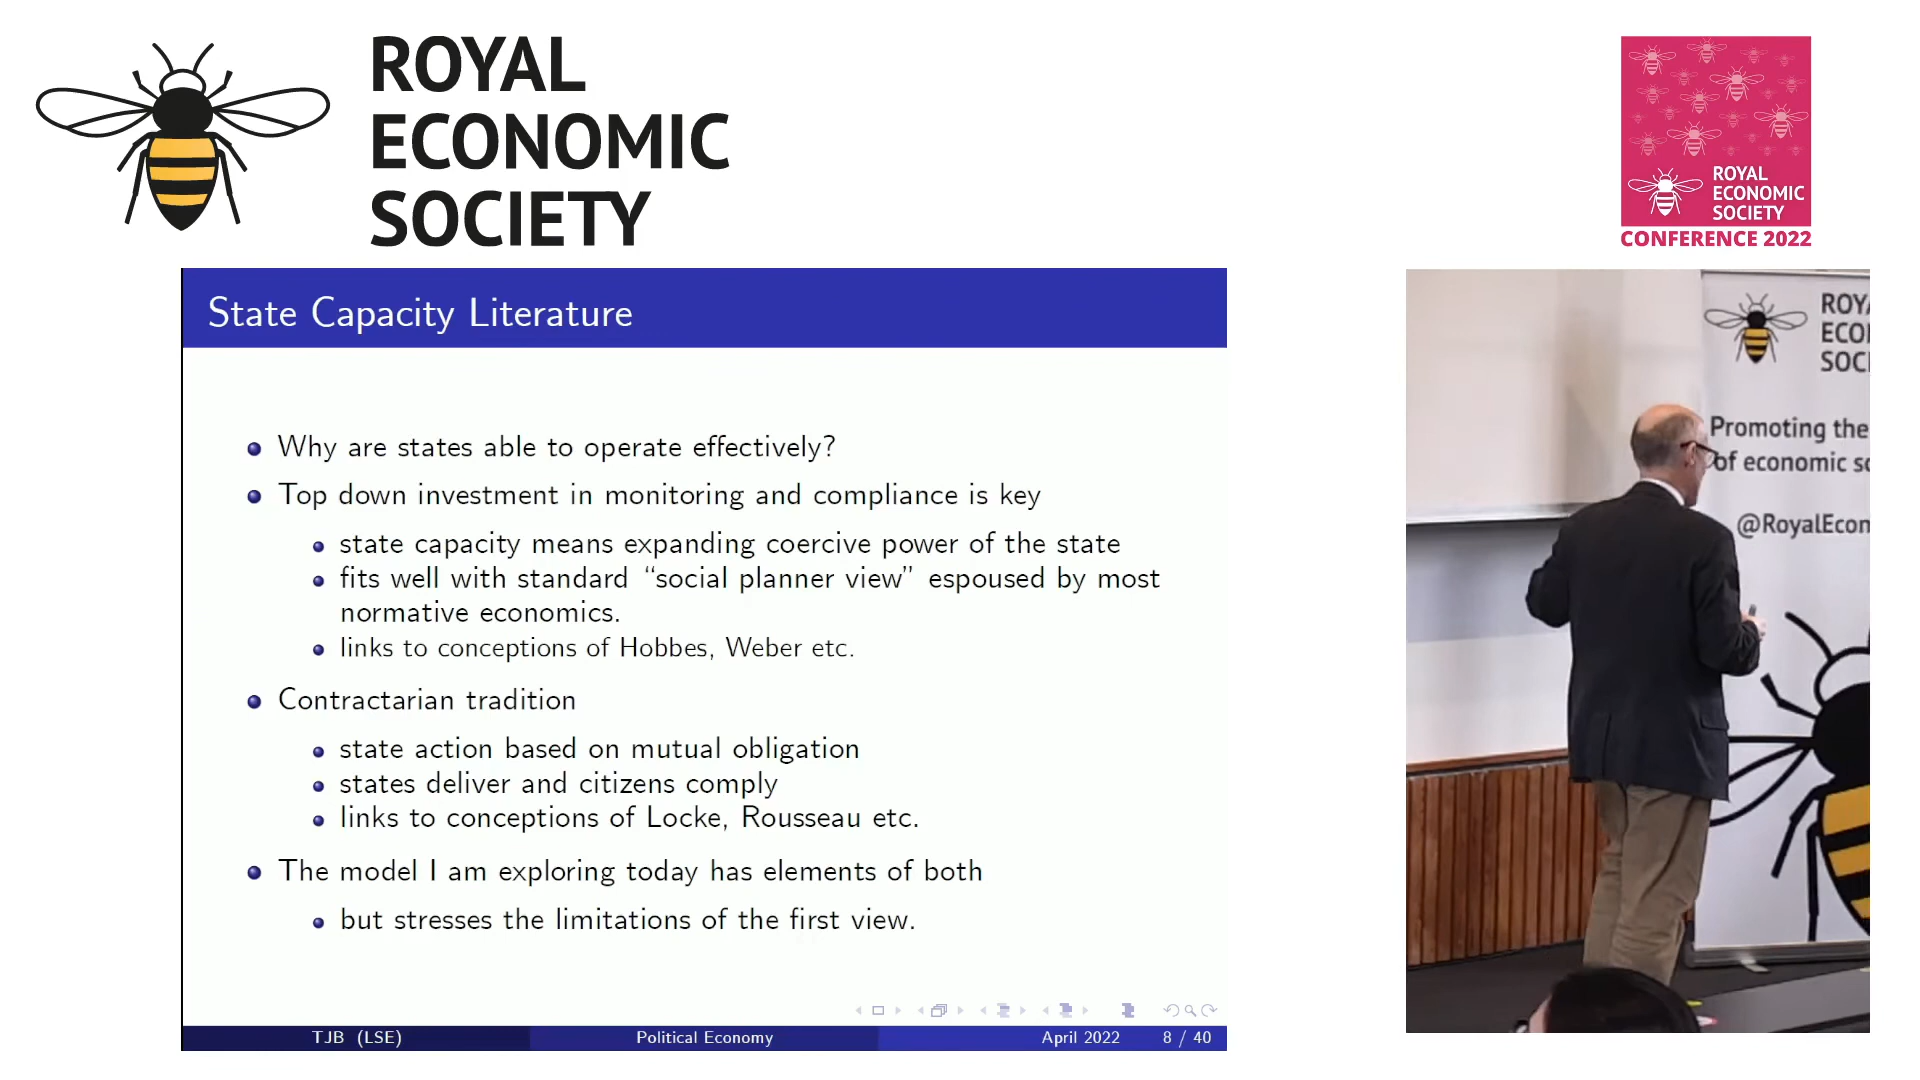 ROYAL
ECONOMIC
SOCIETY
ROYAL
ECONOMIC
SOCIETY
CONFERENCE 2022
State Capacity Literature
Why are states able to operate effectively?
Top down investment in monitoring and compliance is key
state capacity means expanding coercive power of the state
fits well with standard “social planner view” espoused by most
normative economics.
links to conceptions of Hobbes, Weber etc.
Contractarian tradition
state action based on mutual obligation
states deliver and citizens comply
links to conceptions of Locke, Rousseau etc.
The model I am exploring today has elements of both
but stresses the limitations of the first view.
TJB (LSE) Political Economy April 2022 8 / 40
ROYA
ECO
SOC
Promoting the
of economic
@RoyalEcon